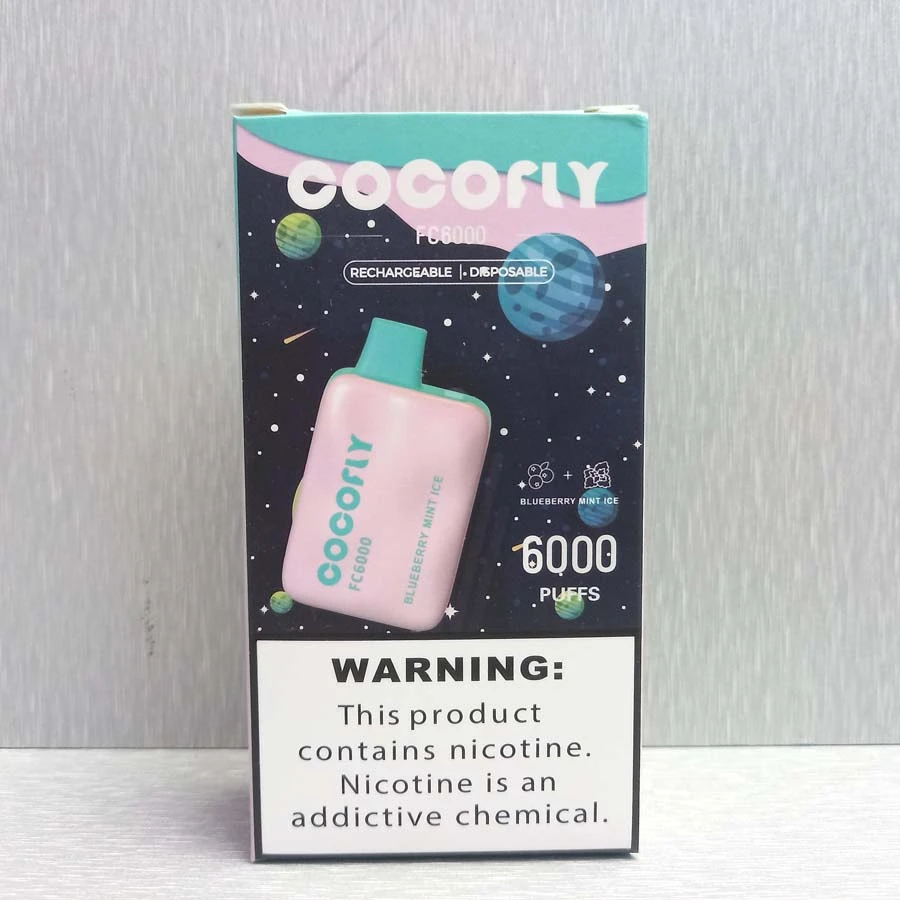 COCOFLY
FC6000
RECHARGEABLE | DISPOSABLE
COCOFLY
FC6000
BLUEBERRY MINT ICE
+
BLUEBERRY MINT ICE
6000
PUFFS
WARNING:
This product
contains nicotine.
Nicotine is an
addictive chemical.